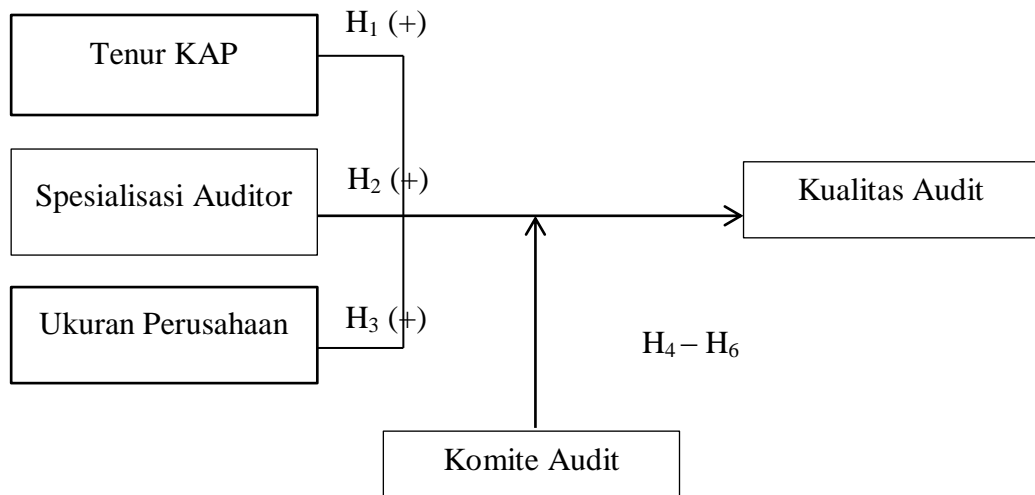 H₁ (+)
Tenur KAP
H₂ (+)
Spesialisasi Auditor
Kualitas Audit
H₃ (+)
Ukuran Perusahaan
H₄ – H₆
Komite Audit